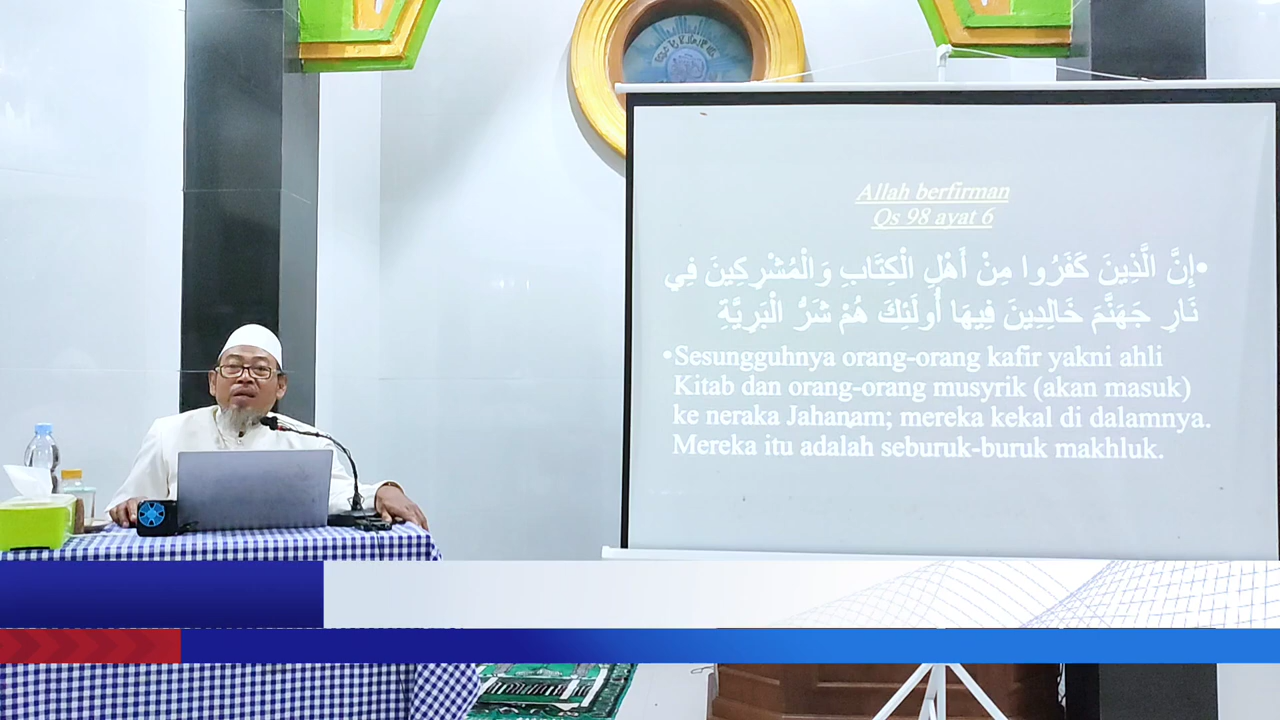 Allah berfirman
Qs 98 ayat 6
•إِنَّ الَّذِينَ كَفَرُوا مِنْ أَهْلِ الْكِتَابِ وَالْمُشْرِكِينَ فِي
نَارِ جَهَنَّمَ خَالِدِينَ فِيهَا أُولَئِكَ هُمْ شَرُّ الْبَرِيَّةِ
•Sesungguhnya orang-orang kafir yakni ahli
Kitab dan orang-orang musyrik (akan masuk)
ke neraka Jahanam; mereka kekal di dalamnya.
Mereka itu adalah seburuk-buruk makhluk.